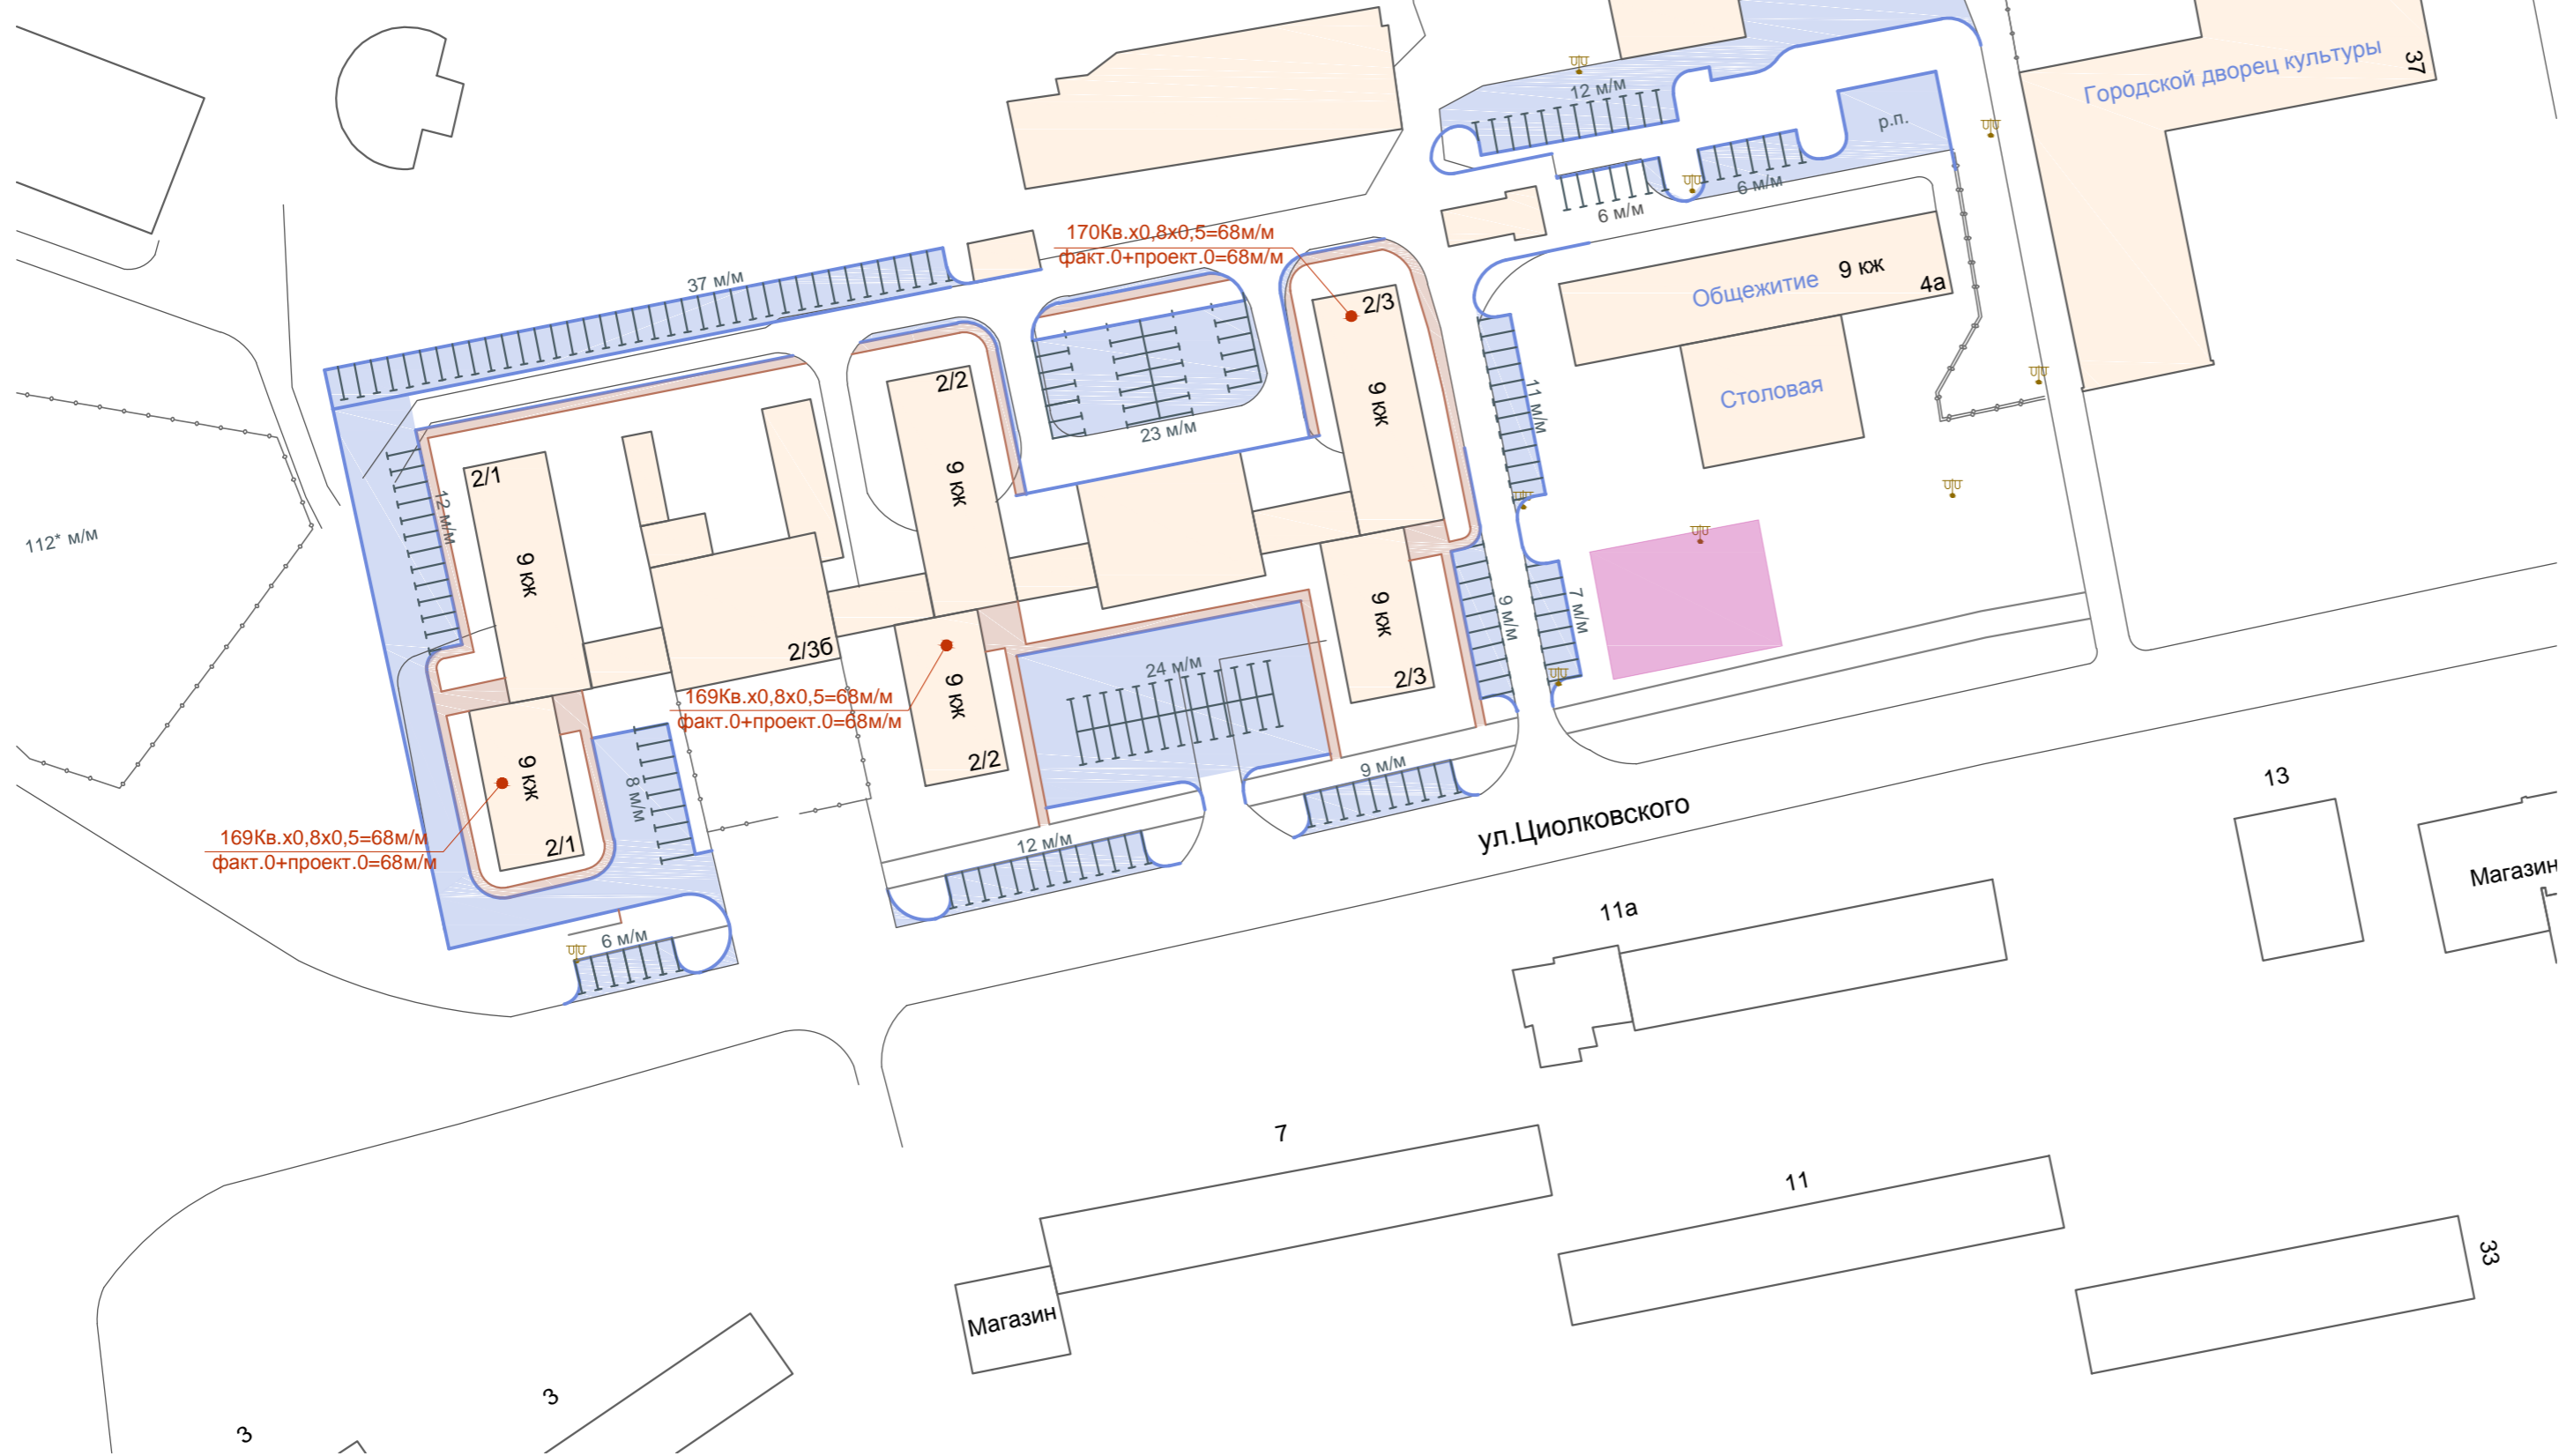 37
Городской дворец культуры
12 м/м
р.п.
6 м/м
6 м/м
170Кв.х0,8х0,5=68м/м
факт.0+проект.0=68м/м
37 м/м
Общежитие
9 кж
4а
2/3
2/2
Столовая
9 кж
11 м/м
23 м/м
2/1
9 кж
12 м/м
112* м/м
9 кж
9 кж
9 м/м
7 м/м
2/3б
24 м/м
2/3
169Кв.х0,8х0,5=68м/м
факт.0+проект.0=68м/м
9 кж
2/2
9 кж
8 м/м
9 м/м
13
ул.Циолковского
169Кв.х0,8х0,5=68м/м
факт.0+проект.0=68м/м
2/1
12 м/м
Магазин
11а
6 м/м
7
11
33
Магазин
3
3